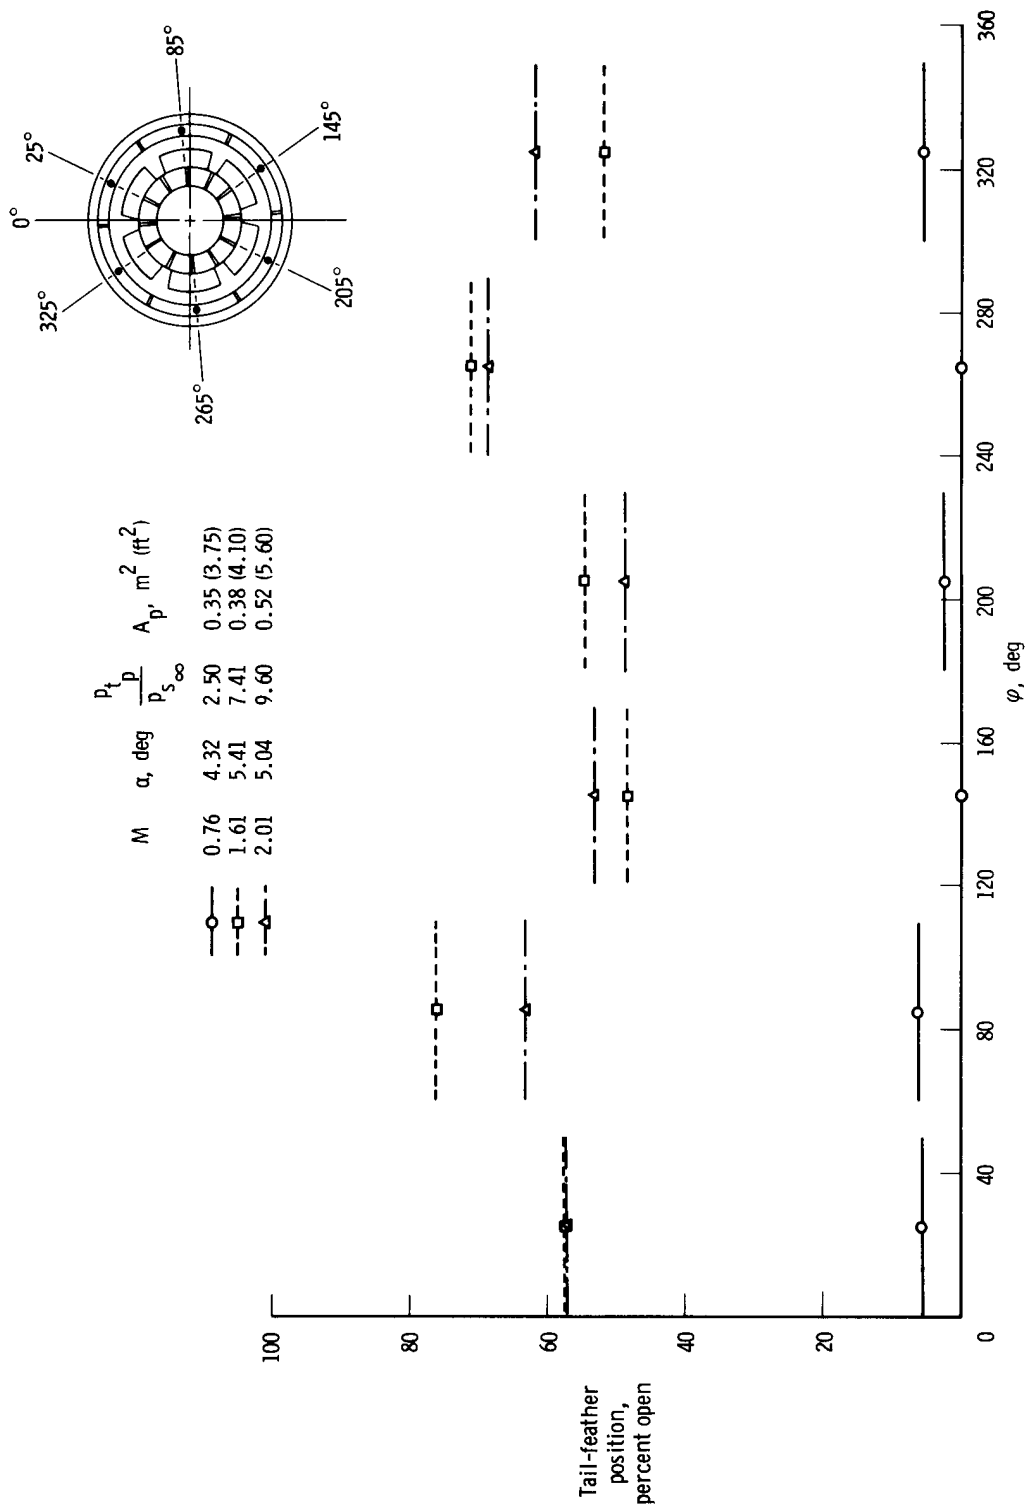 0°
25°
85°
145°
205°
265°
325°
M α, deg p_t_p / p_s_∞ A_p, m² (ft²)
0.76 4.32 2.50 0.35 (3.75)
1.61 5.41 7.41 0.38 (4.10)
2.01 5.04 9.60 0.52 (5.60)
100
80
60
40
20
0
Tail-feather
position,
percent open
40 80 120 160 200 240 280 320 360
φ, deg